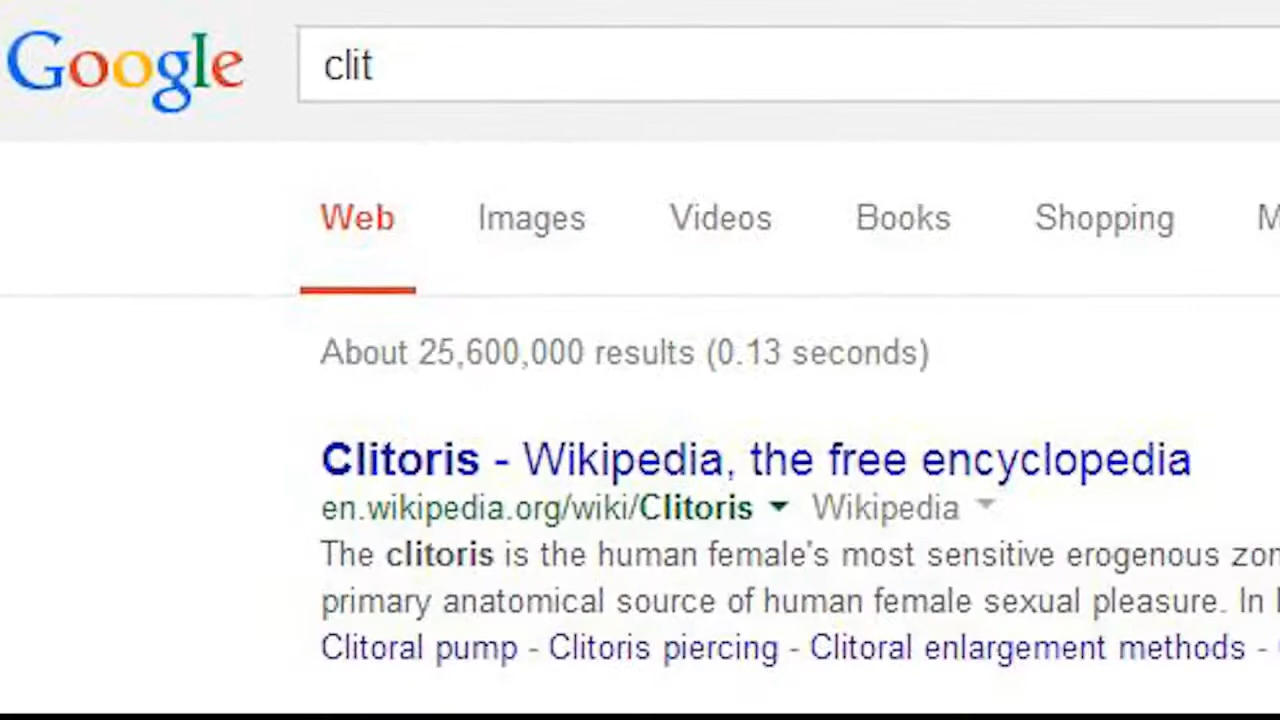 Google clit
Web Images Videos Books Shopping
About 25,600,000 results (0.13 seconds)
Clitoris - Wikipedia, the free encyclopedia
en.wikipedia.org/wiki/Clitoris Wikipedia
The clitoris is the human female's most sensitive erogenous
primary anatomical source of human female sexual pleasure. In
Clitoral pump - Clitoris piercing - Clitoral enlargement methods -